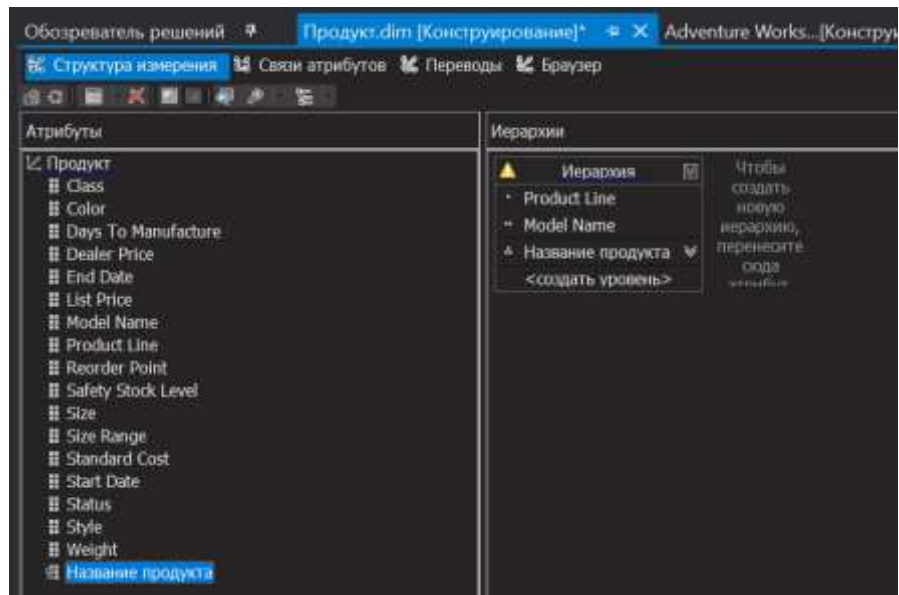 Обозреватель решений
Продукт.dim [Конструирование]*
Adventure Works...[Констру
Структура измерения Связи атрибутов Переводы Браузер
Атрибуты
Иерархии
Продукт
Class
Color
Days To Manufacture
Dealer Price
End Date
List Price
Model Name
Product Line
Reorder Point
Safety Stock Level
Size
Size Range
Standard Cost
Start Date
Status
Style
Weight
Название продукта
Иерархия
Product Line
Model Name
Название продукта
<создать уровень>
Чтобы
создать
новую
иерархию,
перенесите
сюда
атрибут